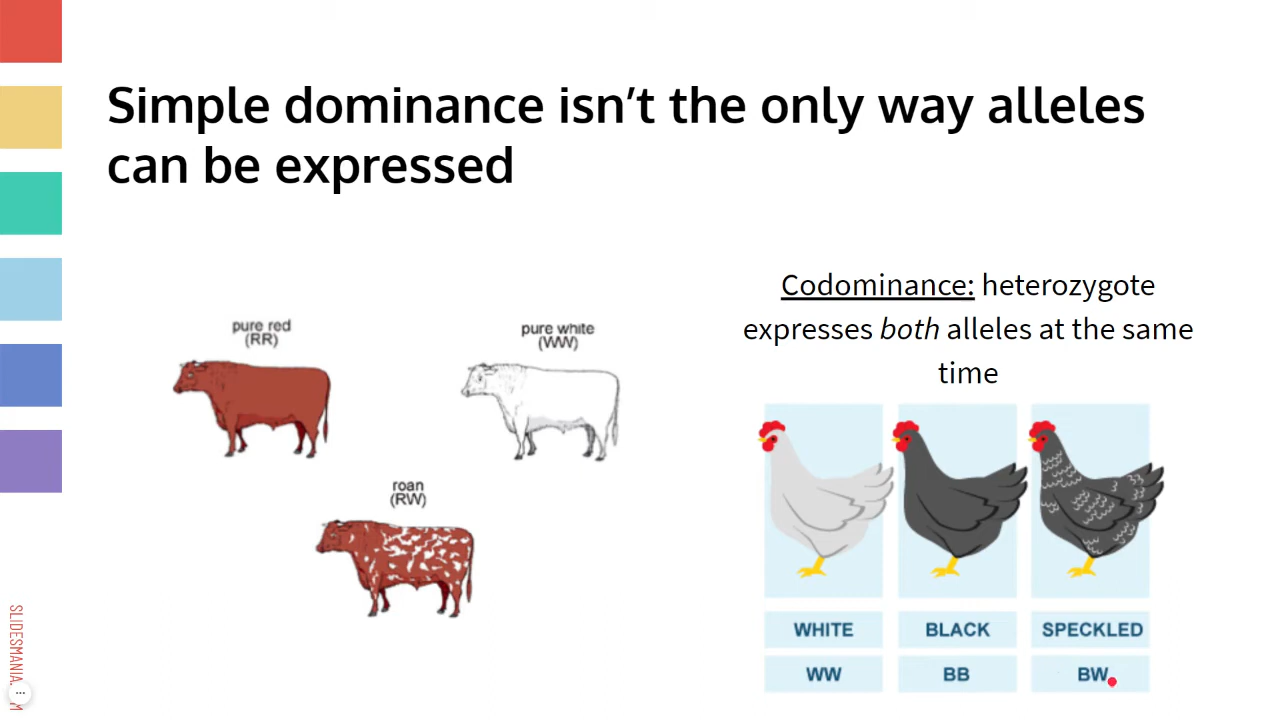 Simple dominance isn’t the only way alleles
can be expressed
pure red
(RR)
pure white
(WW)
roan
(RW)
Codominance: heterozygote
expresses both alleles at the same
time
WHITE
BLACK
SPECKLED
WW
BB
BW
SLIDESMANIA.